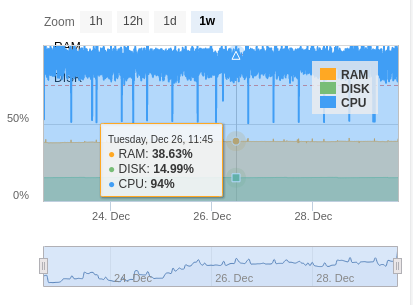 Zoom 1h 12h 1d 1w
RAM
DISK
RAM
DISK
CPU
50%
0%
Tuesday, Dec 26, 11:45
RAM: 38.63%
DISK: 14.99%
CPU: 94%
24. Dec 26. Dec 28. Dec
24. Dec 26. Dec 28. Dec